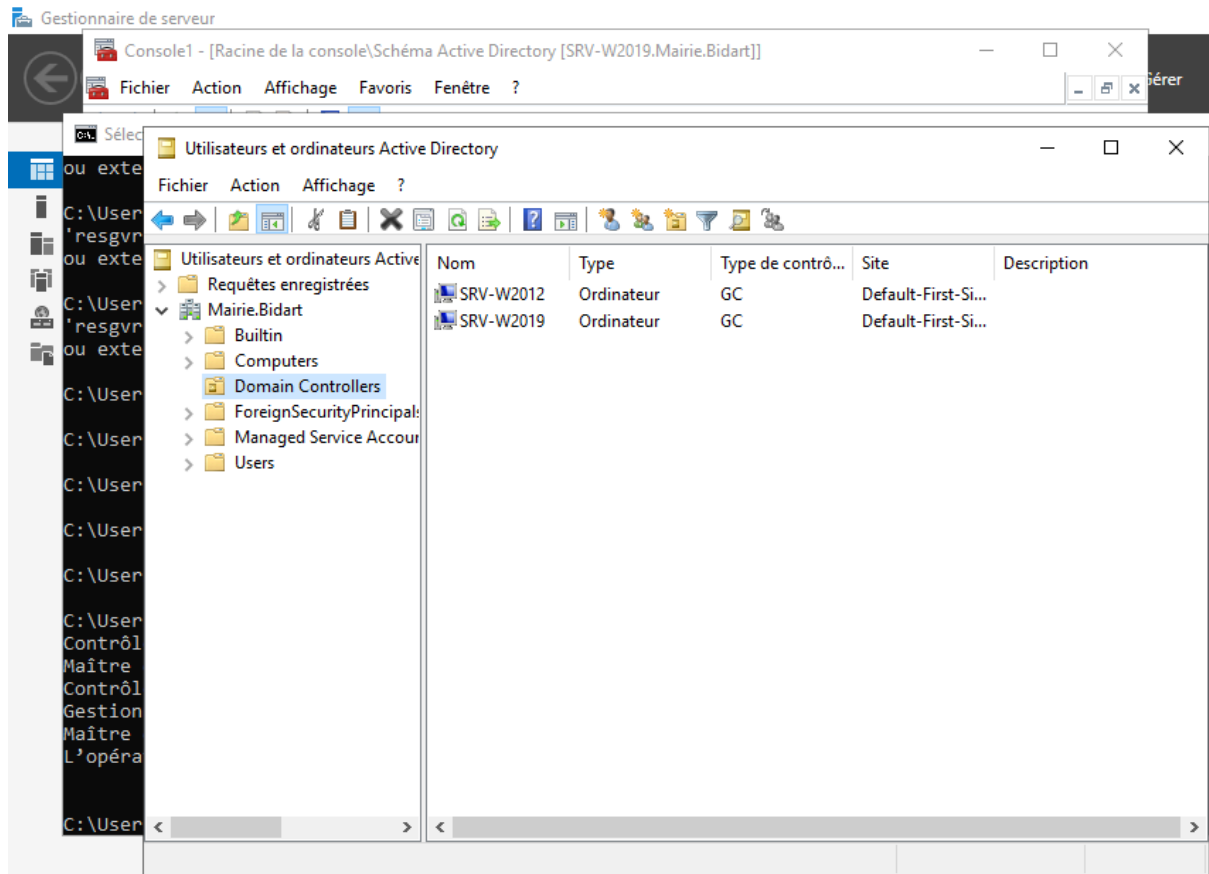 Gestionnaire de serveur
Console1 - [Racine de la console\Schéma Active Directory [SRV-W2019.Mairie.Bidart]]
Fichier Action Affichage Favoris Fenêtre ?
Gérer
Sélec
Utilisateurs et ordinateurs Active Directory
Fichier Action Affichage ?
ou exte
C:\User
'resgvr
ou exte
C:\User
'resgvr
ou exte
C:\User
C:\User
C:\User
C:\User
C:\User
C:\User
Contrôl
Maître
Contrôl
Gestion
Maître
L’opéra
C:\User
Utilisateurs et ordinateurs Active
Requêtes enregistrées
Mairie.Bidart
Builtin
Computers
Domain Controllers
ForeignSecurityPrincipals
Managed Service Accour
Users
Nom Type Type de contrô... Site Description
SRV-W2012 Ordinateur GC Default-First-Si...
SRV-W2019 Ordinateur GC Default-First-Si...